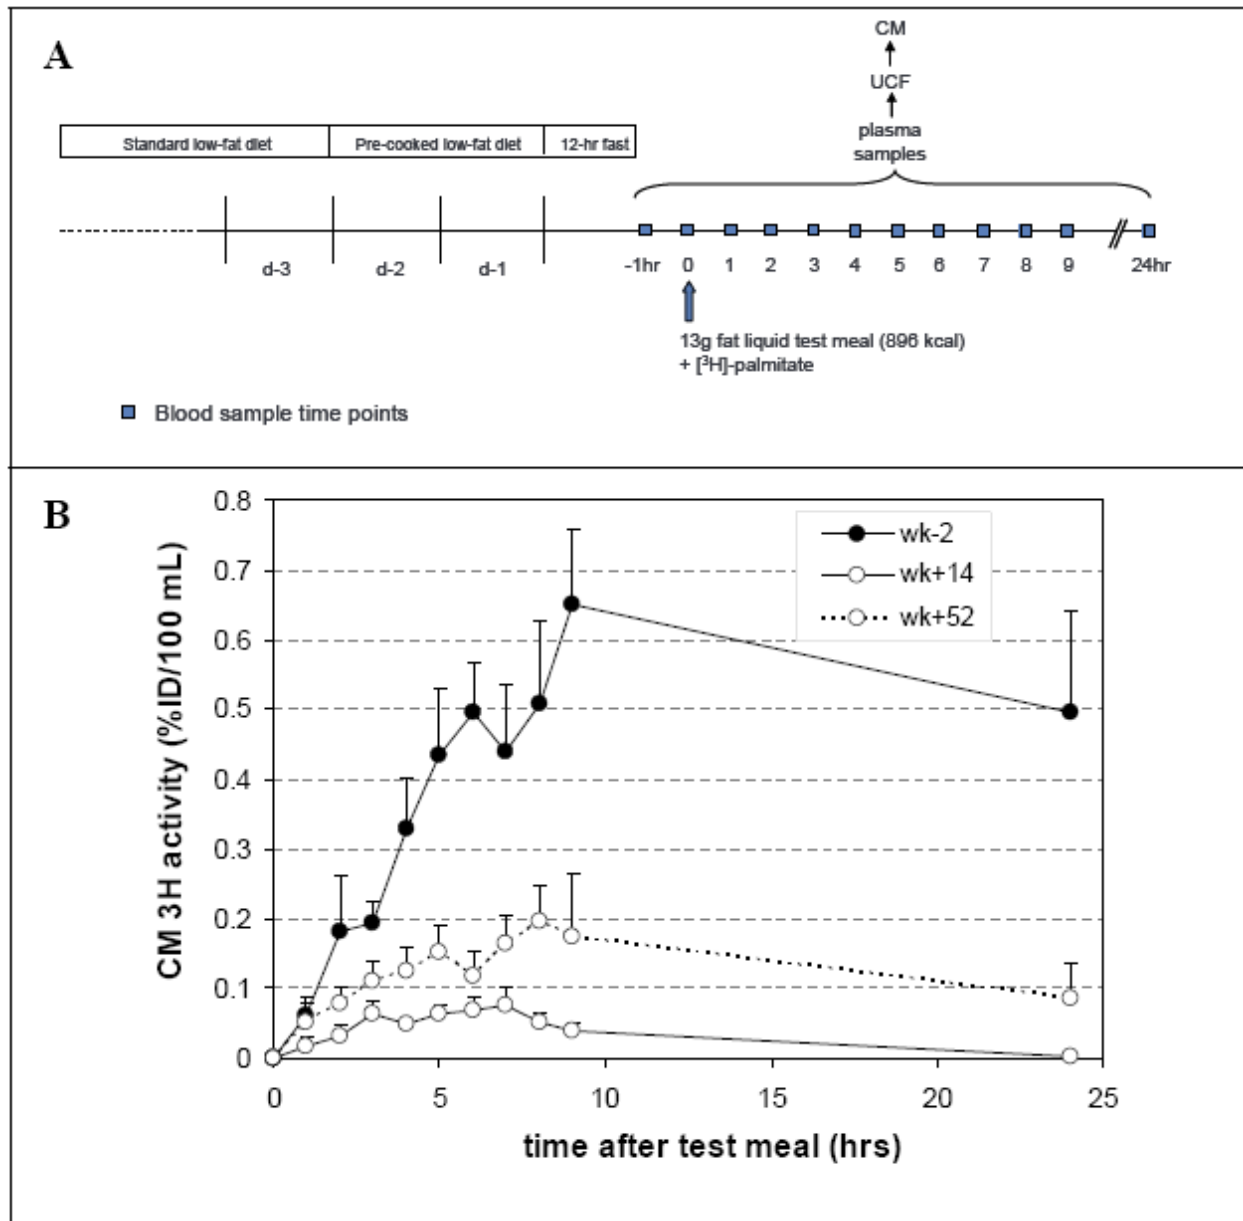 A
CM
UCF
plasma
samples
Standard low-fat diet Pre-cooked low-fat diet 12-hr fast
d-3 d-2 d-1 -1hr 0 1 2 3 4 5 6 7 8 9 24hr
13g fat liquid test meal (896 kcal)
+ [³H]-palmitate
Blood sample time points
B
CM 3H activity (%ID/100 mL)
0.8
0.7
0.6
0.5
0.4
0.3
0.2
0.1
0
wk-2
wk+14
wk+52
0 5 10 15 20 25
time after test meal (hrs)